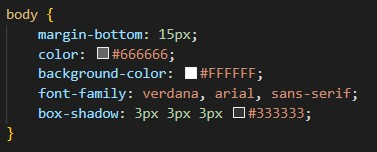 body {
    margin-bottom: 15px;
    color: #666666;
    background-color: #FFFFFF;
    font-family: verdana, arial, sans-serif;
    box-shadow: 3px 3px 3px #333333;
}